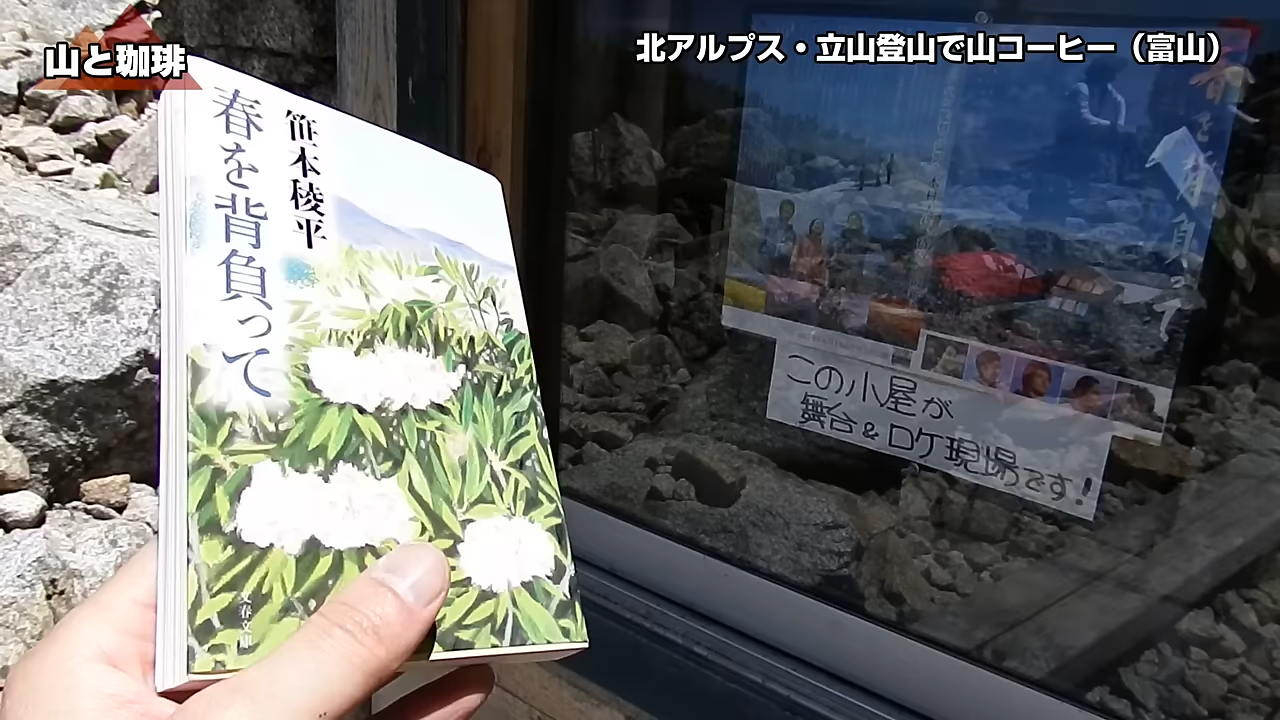 山と珈琲
北アルプス・立山登山で山コーヒー（富山）
笹本稜平
春を背負って
文春文庫
春を背負って
この小屋が
舞台&ロケ現場です!